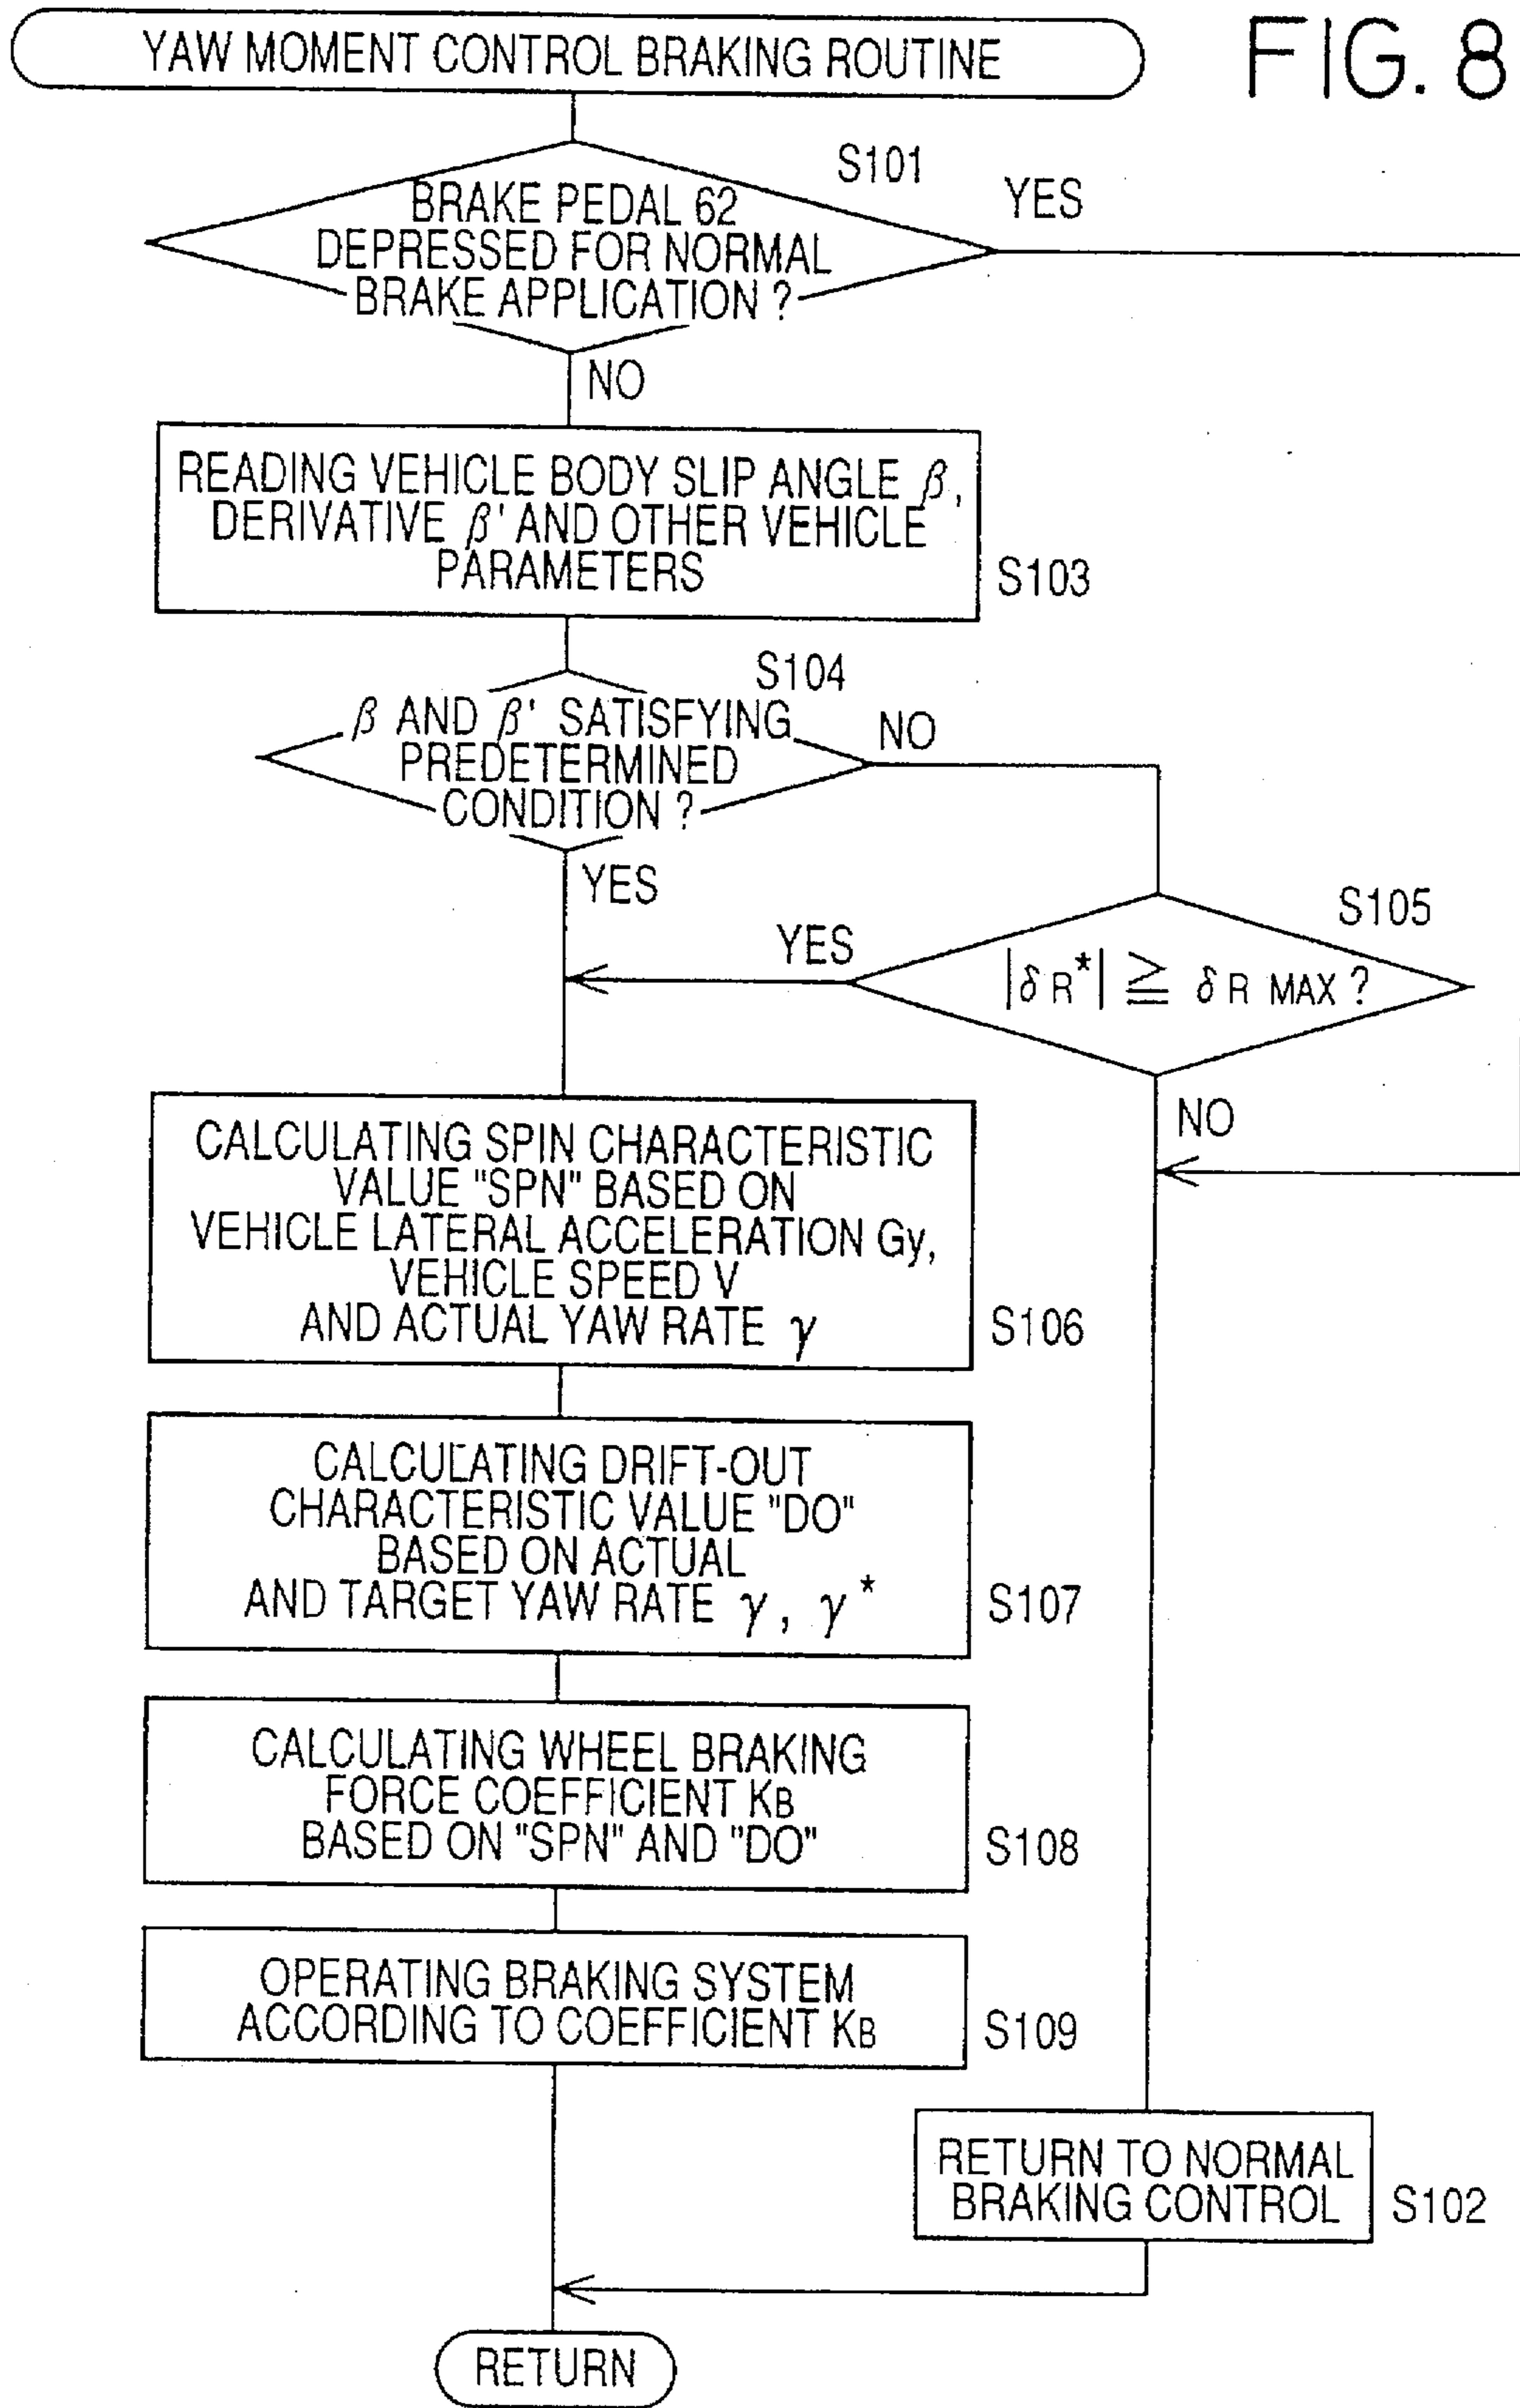 YAW MOMENT CONTROL BRAKING ROUTINE
FIG. 8
S101
YES
BRAKE PEDAL 62
DEPRESSED FOR NORMAL
BRAKE APPLICATION ?
NO
READING VEHICLE BODY SLIP ANGLE β,
DERIVATIVE β' AND OTHER VEHICLE
PARAMETERS
S103
S104
β AND β' SATISFYING
PREDETERMINED
CONDITION ?
NO
YES
S105
YES
|δR*| ≧ δR MAX ?
NO
CALCULATING SPIN CHARACTERISTIC
VALUE "SPN" BASED ON
VEHICLE LATERAL ACCELERATION Gy,
VEHICLE SPEED V
AND ACTUAL YAW RATE γ
S106
CALCULATING DRIFT-OUT
CHARACTERISTIC VALUE "DO"
BASED ON ACTUAL
AND TARGET YAW RATE γ, γ*
S107
CALCULATING WHEEL BRAKING
FORCE COEFFICIENT KB
BASED ON "SPN" AND "DO"
S108
OPERATING BRAKING SYSTEM
ACCORDING TO COEFFICIENT KB
S109
RETURN TO NORMAL
BRAKING CONTROL
S102
RETURN